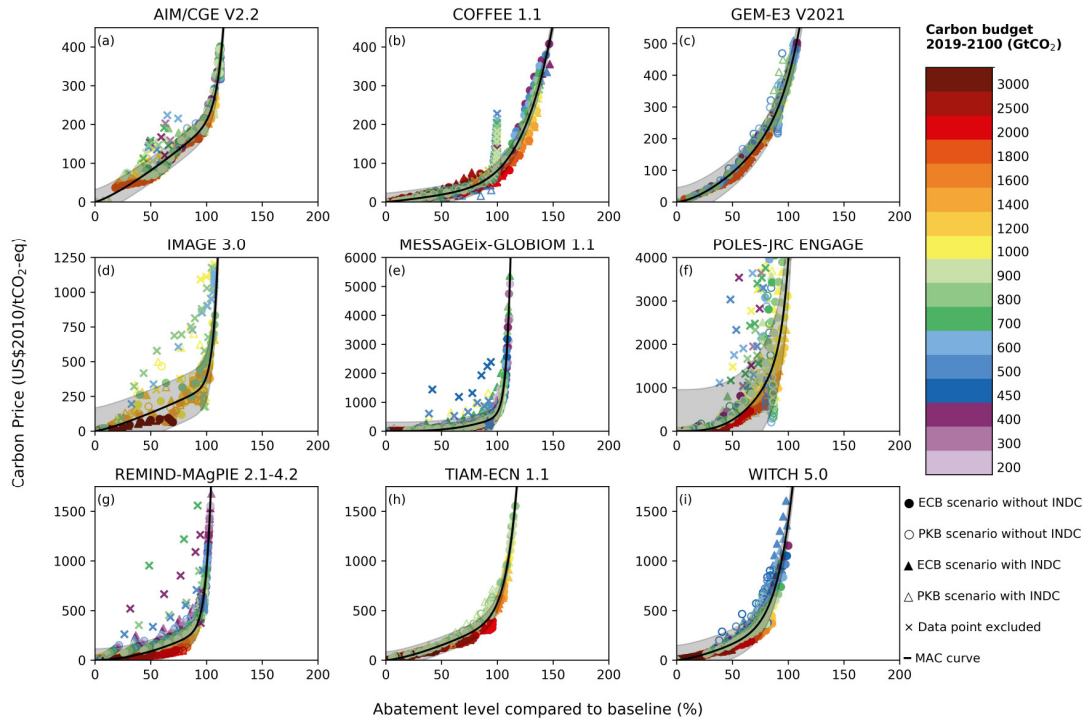 AIM/CGE V2.2
COFFEE 1.1
GEM-E3 V2021
Carbon budget
2019-2100 (GtCO₂)
(a)
400
300
200
100
0
0 50 100 150 200
(b)
400
300
200
100
0
0 50 100 150 200
(c)
500
400
300
200
100
0
0 50 100 150 200
3000
2500
2000
1800
1600
1400
1200
1000
900
800
700
600
500
450
400
300
200
Carbon Price (US$2010/tCO₂-eq)
IMAGE 3.0
MESSAGEix-GLOBIOM 1.1
POLES-JRC ENGAGE
(d)
1250
1000
750
500
250
0
0 50 100 150 200
(e)
6000
5000
4000
3000
2000
1000
0
0 50 100 150 200
(f)
4000
3000
2000
1000
0
0 50 100 150 200
REMIND-MAgPIE 2.1-4.2
TIAM-ECN 1.1
WITCH 5.0
(g)
1500
1000
500
0
0 50 100 150 200
(h)
1500
1000
500
0
0 50 100 150 200
(i)
1500
1000
500
0
0 50 100 150 200
ECB scenario without INDC
PKB scenario without INDC
ECB scenario with INDC
PKB scenario with INDC
Data point excluded
MAC curve
Abatement level compared to baseline (%)